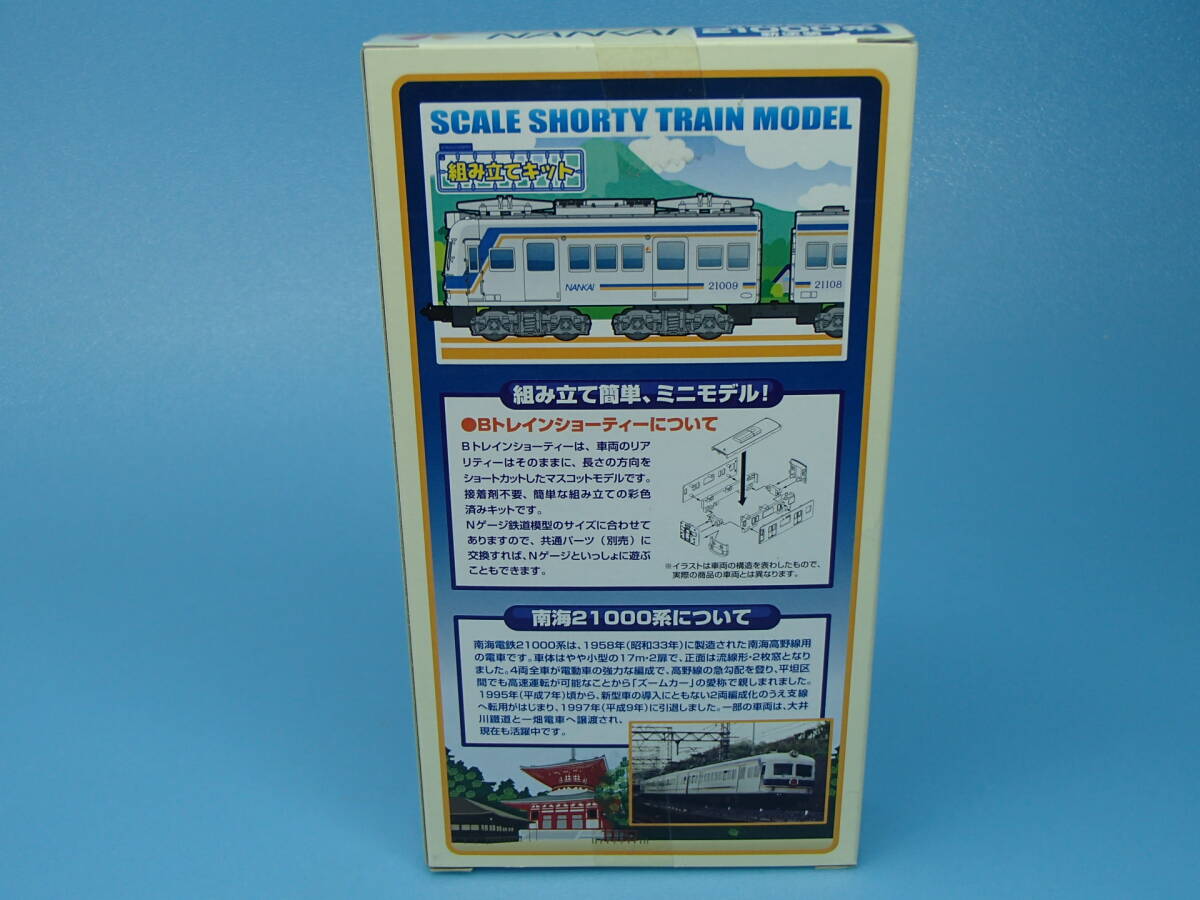 NANKAI
SCALE SHORTY TRAIN MODEL
組み立てキット
NANKAI
21009
21108
組み立て簡単、ミニモデル！
●Bトレインショーティーについて
Bトレインショーティーは、車両のリア
リティーはそのままに、長さの方向を
ショートカットしたマスコットモデルです。
接着剤不要、簡単な組み立ての彩色
済みキットです。
Nゲージ鉄道模型のサイズに合わせて
ありますので、共通パーツ（別売）に
交換すれば、Nゲージといっしょに遊ぶ
こともできます。
※イラストは車両の構造を表わしたもので、
実際の商品の車両とは異なります。
南海21000系について
南海電鉄21000系は、1958年（昭和33年）に製造された南海高野線用
の電車です。車体はやや小型の17m・2扉で、正面は流線形・2枚窓となり
ました。4両全車が電動車の強力な編成で、高野線の急勾配を登り、平坦区
間でも高速運転が可能なことから「ズームカー」の愛称で親しまれました。
1995年（平成7年）頃から、新型車の導入にともない2両編成化のうえ支線
へ転用がはじまり、1997年（平成9年）に引退しました。一部の車両は、大井
川鐵道と一畑電車へ譲渡され、
現在も活躍中です。